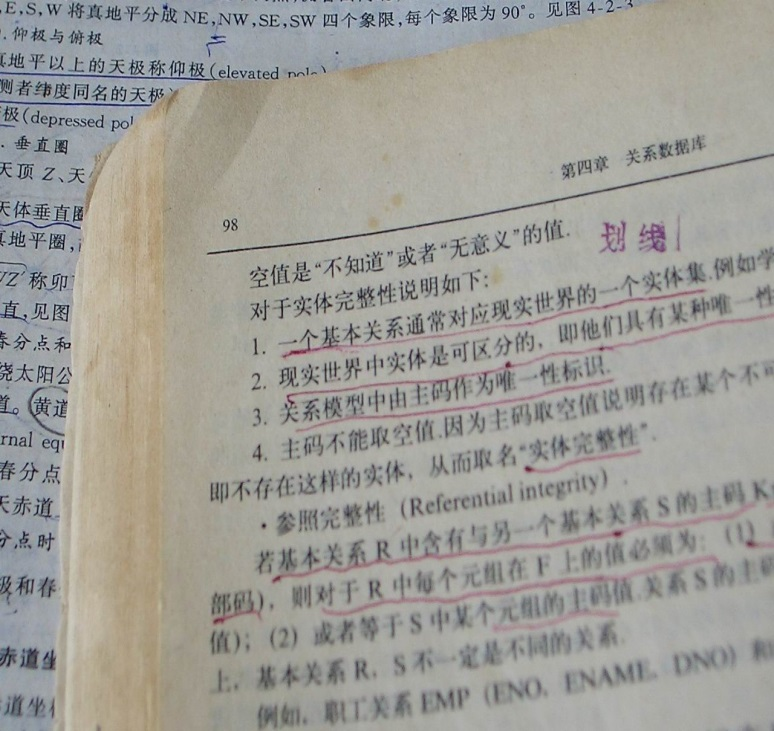 ,E,S,W 将真地平分成 NE,NW,SE,SW 四个象限,每个象限为 90°。见图 4-2-3
.仰极与俯极
真地平以上的天极称仰极(elevated pole)
测者纬度同名的天极
极(depressed pol
.垂直圈
天顶 Z、天
天体垂直圈
真地平圈,
称卯
直,见图
春分点和
绕太阳公
道。黄道
rnal equ
春分点
天赤道
分点时
极和春
赤道坐
道坐标
第四章 关系数据库
98
空值是“不知道”或者“无意义”的值.
划线
对于实体完整性说明如下:
1. 一个基本关系通常对应现实世界的一个实体集.例如学
2. 现实世界中实体是可区分的，即他们具有某种唯一性
3. 关系模型中由主码作为唯一性标识.
4. 主码不能取空值.因为主码取空值说明存在某个不可
即不存在这样的实体，从而取名“实体完整性”.
·参照完整性（Referential integrity）.
若基本关系 R 中含有与另一个基本关系 S 的主码 K
部码)，则对于 R 中每个元组在 F 上的值必须为:（1）
值)；(2) 或者等于 S 中某个元组的主码值.关系 S 的主码
上，基本关系 R，S 不一定是不同的关系.
例如，职工关系 EMP（ENO，ENAME，DNO）和